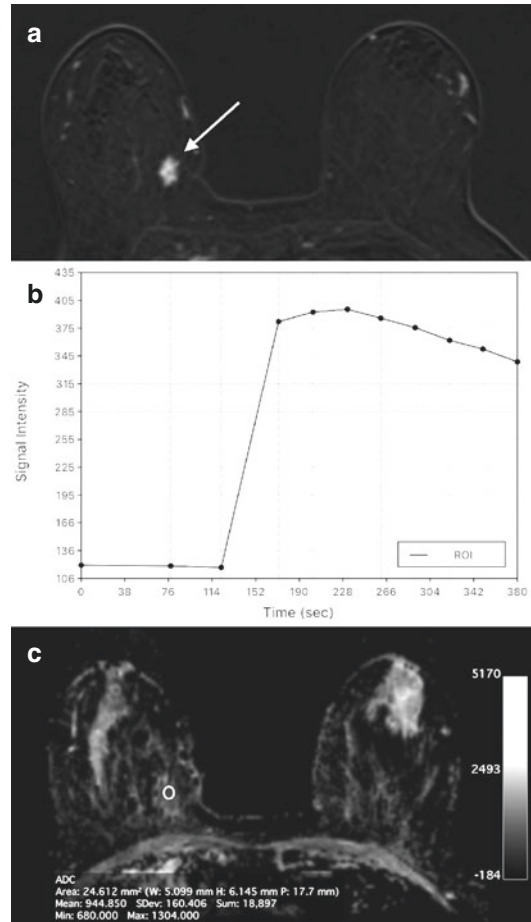 a
b
435
405
375
345
315
285
255
225
195
166
136
106
Signal Intensity
ROI
0 38 76 114 152 190 228 266 304 342 380
Time (sec)
c
5170
2493
-184
ADC
Area: 24.612 mm² (W: 5.099 mm H: 6.145 mm P: 17.7 mm)
Mean: 944.850 SDev: 160.406 Sum: 18,897
Min: 680.000 Max: 1304.000